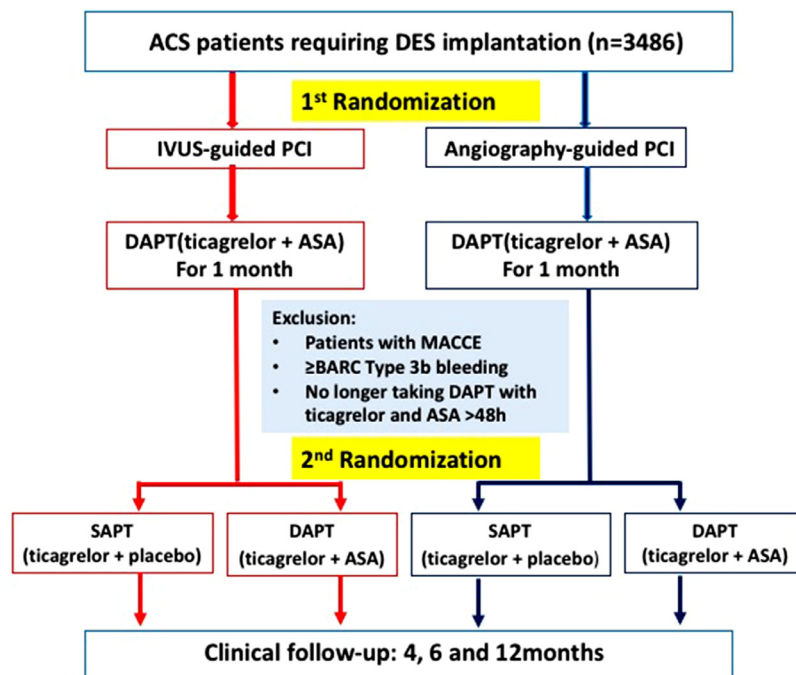 ACS patients requiring DES implantation (n=3486)
1st Randomization
IVUS-guided PCI
Angiography-guided PCI
DAPT(ticagrelor + ASA)
For 1 month
DAPT(ticagrelor + ASA)
For 1 month
Exclusion:
• Patients with MACCE
• ≥BARC Type 3b bleeding
• No longer taking DAPT with
ticagrelor and ASA >48h
2nd Randomization
SAPT
(ticagrelor + placebo)
DAPT
(ticagrelor + ASA)
SAPT
(ticagrelor + placebo)
DAPT
(ticagrelor + ASA)
Clinical follow-up: 4, 6 and 12months